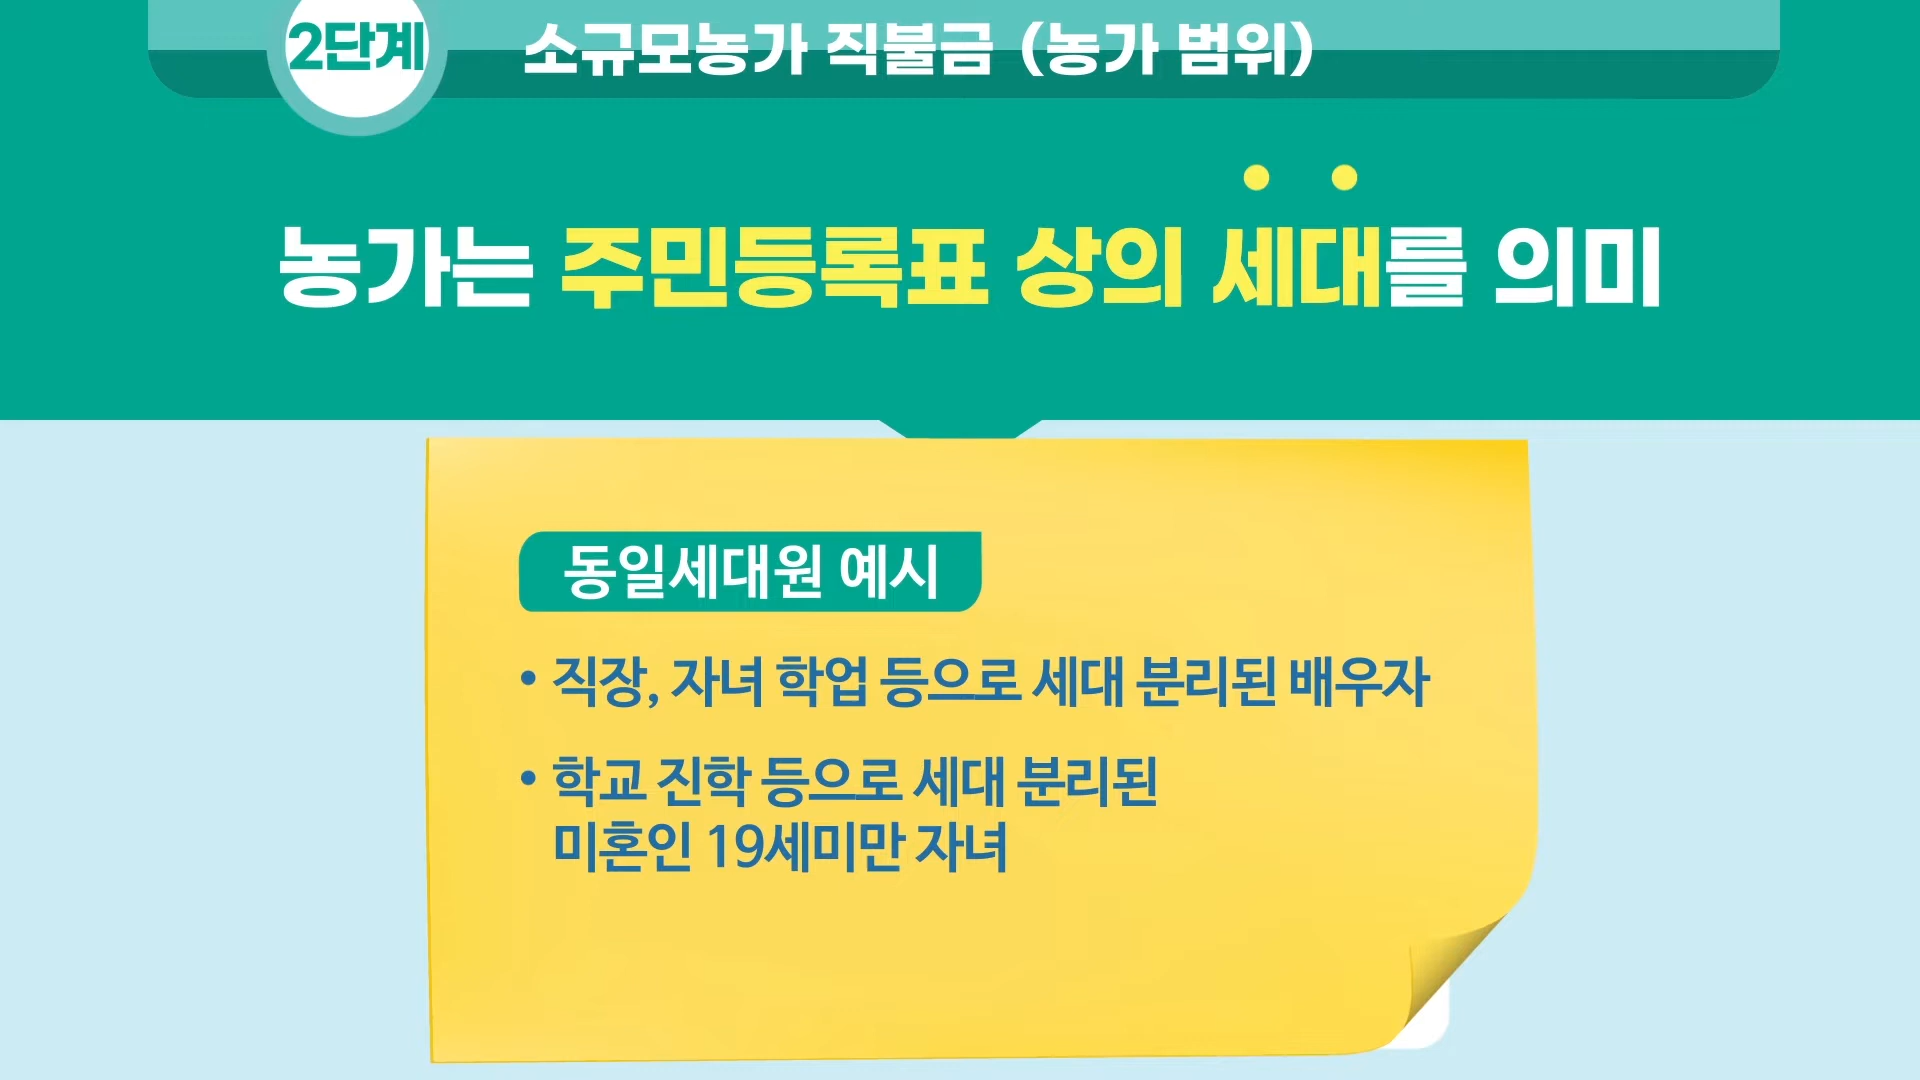 2단계
소규모농가 직불금 (농가 범위)
농가는 주민등록표 상의 세대를 의미
동일세대원 예시
• 직장, 자녀 학업 등으로 세대 분리된 배우자
• 학교 진학 등으로 세대 분리된
미혼인 19세미만 자녀